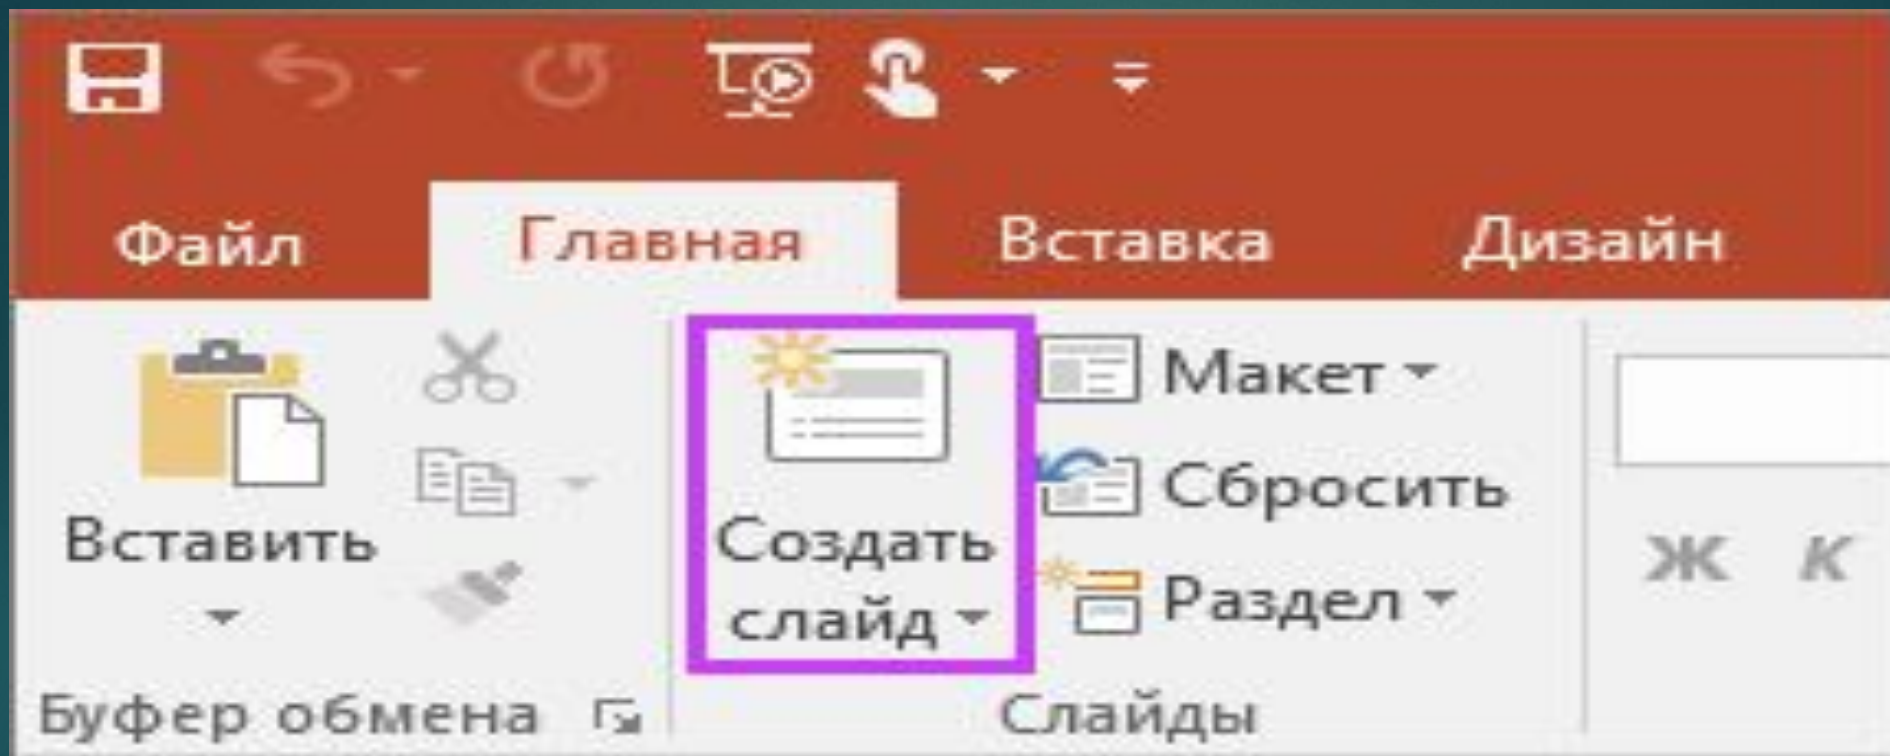 Файл Главная Вставка Дизайн
Вставить
Создать
слайд
Макет
Сбросить
Раздел
Ж К
Буфер обмена Слайды